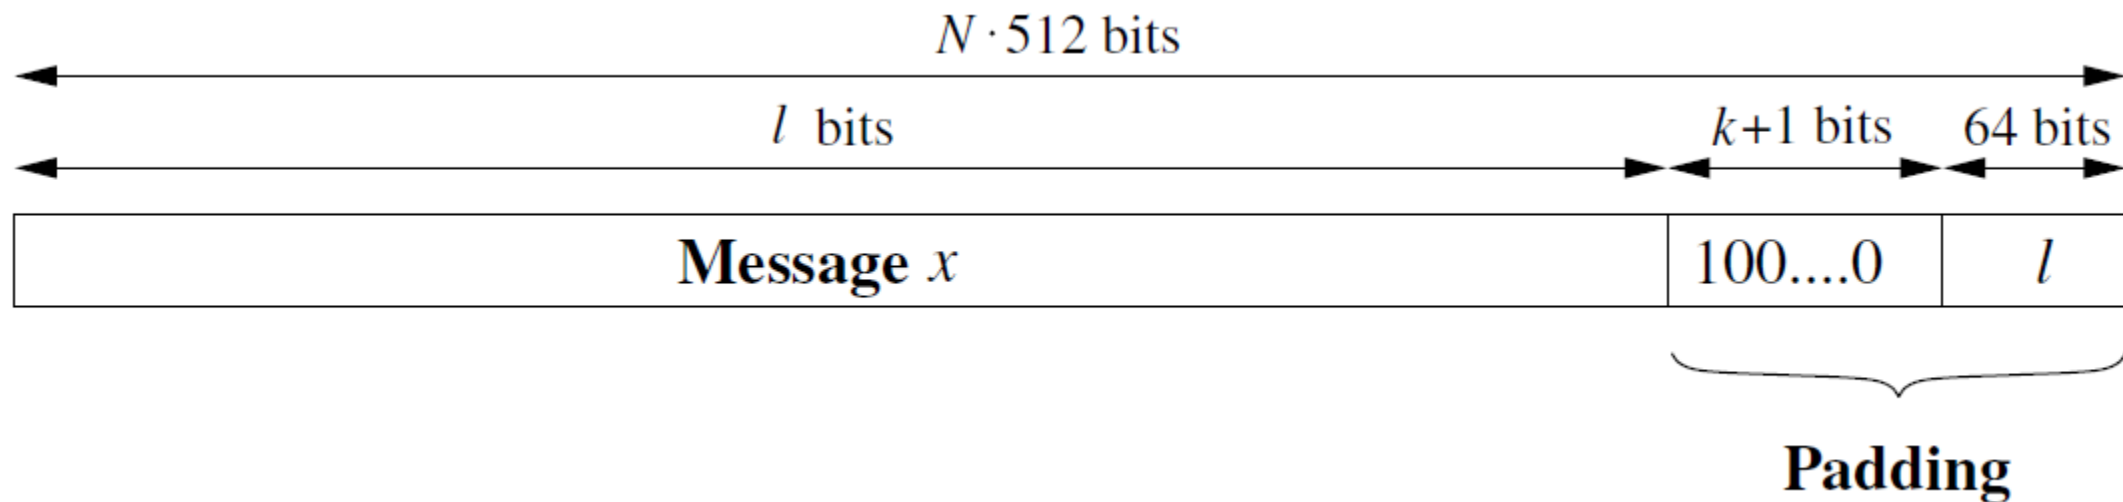 N · 512 bits
l bits k+1 bits 64 bits
Message x 100....0 l
Padding